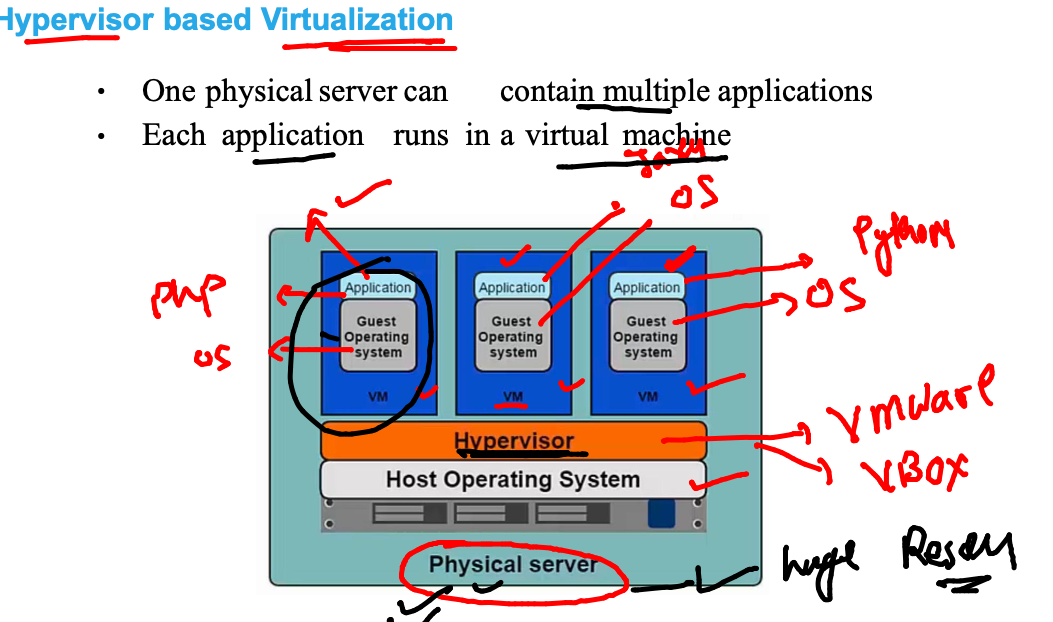 Hypervisor based Virtualization
• One physical server can contain multiple applications
• Each application runs in a virtual machine
Java
OS
Python
PHP
OS
OS
Application Application Application
Guest Operating system
Guest Operating system
Guest Operating system
VM VM VM
Hypervisor
VMware
VBOX
Host Operating System
Physical server
huge